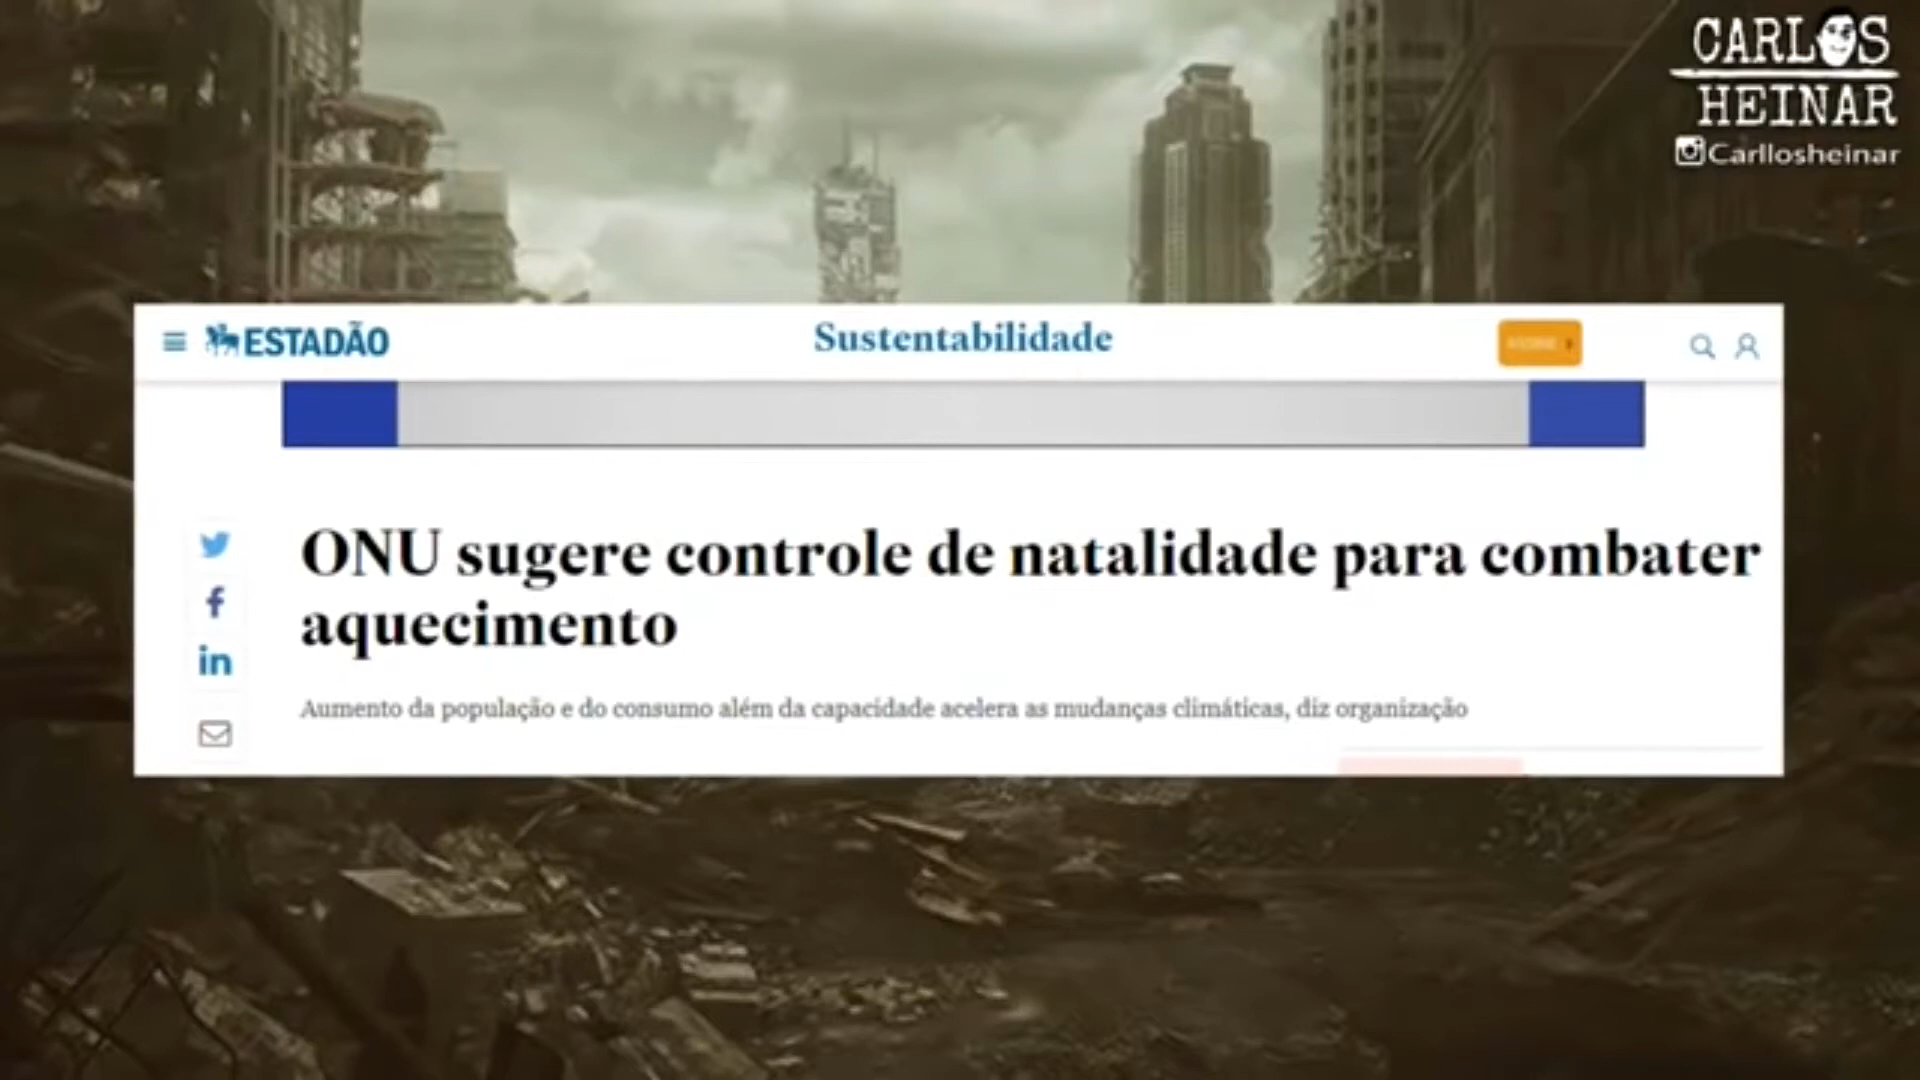 CARLOS
HEINAR
Carllosheinar
ESTADÃO
Sustentabilidade
ONU sugere controle de natalidade para combater
aquecimento
Aumento da população e do consumo além da capacidade acelera as mudanças climáticas, diz organização